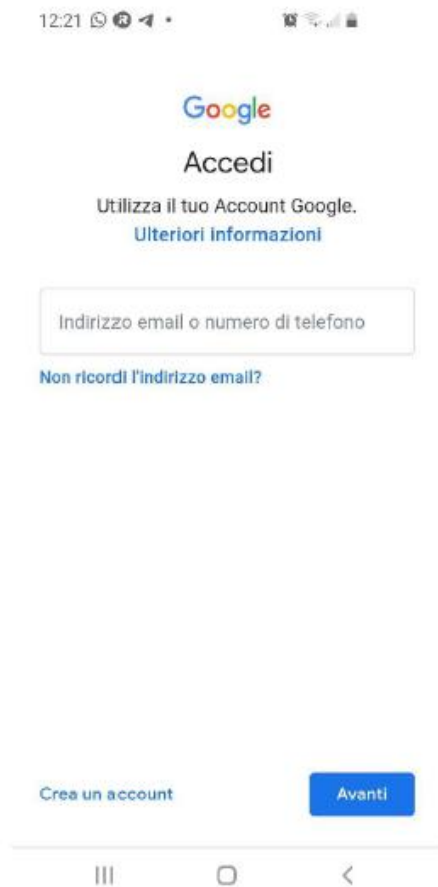 12:21
Google
Accedi
Utilizza il tuo Account Google.
Ulteriori informazioni
Indirizzo email o numero di telefono
Non ricordi l'indirizzo email?
Crea un account
Avanti